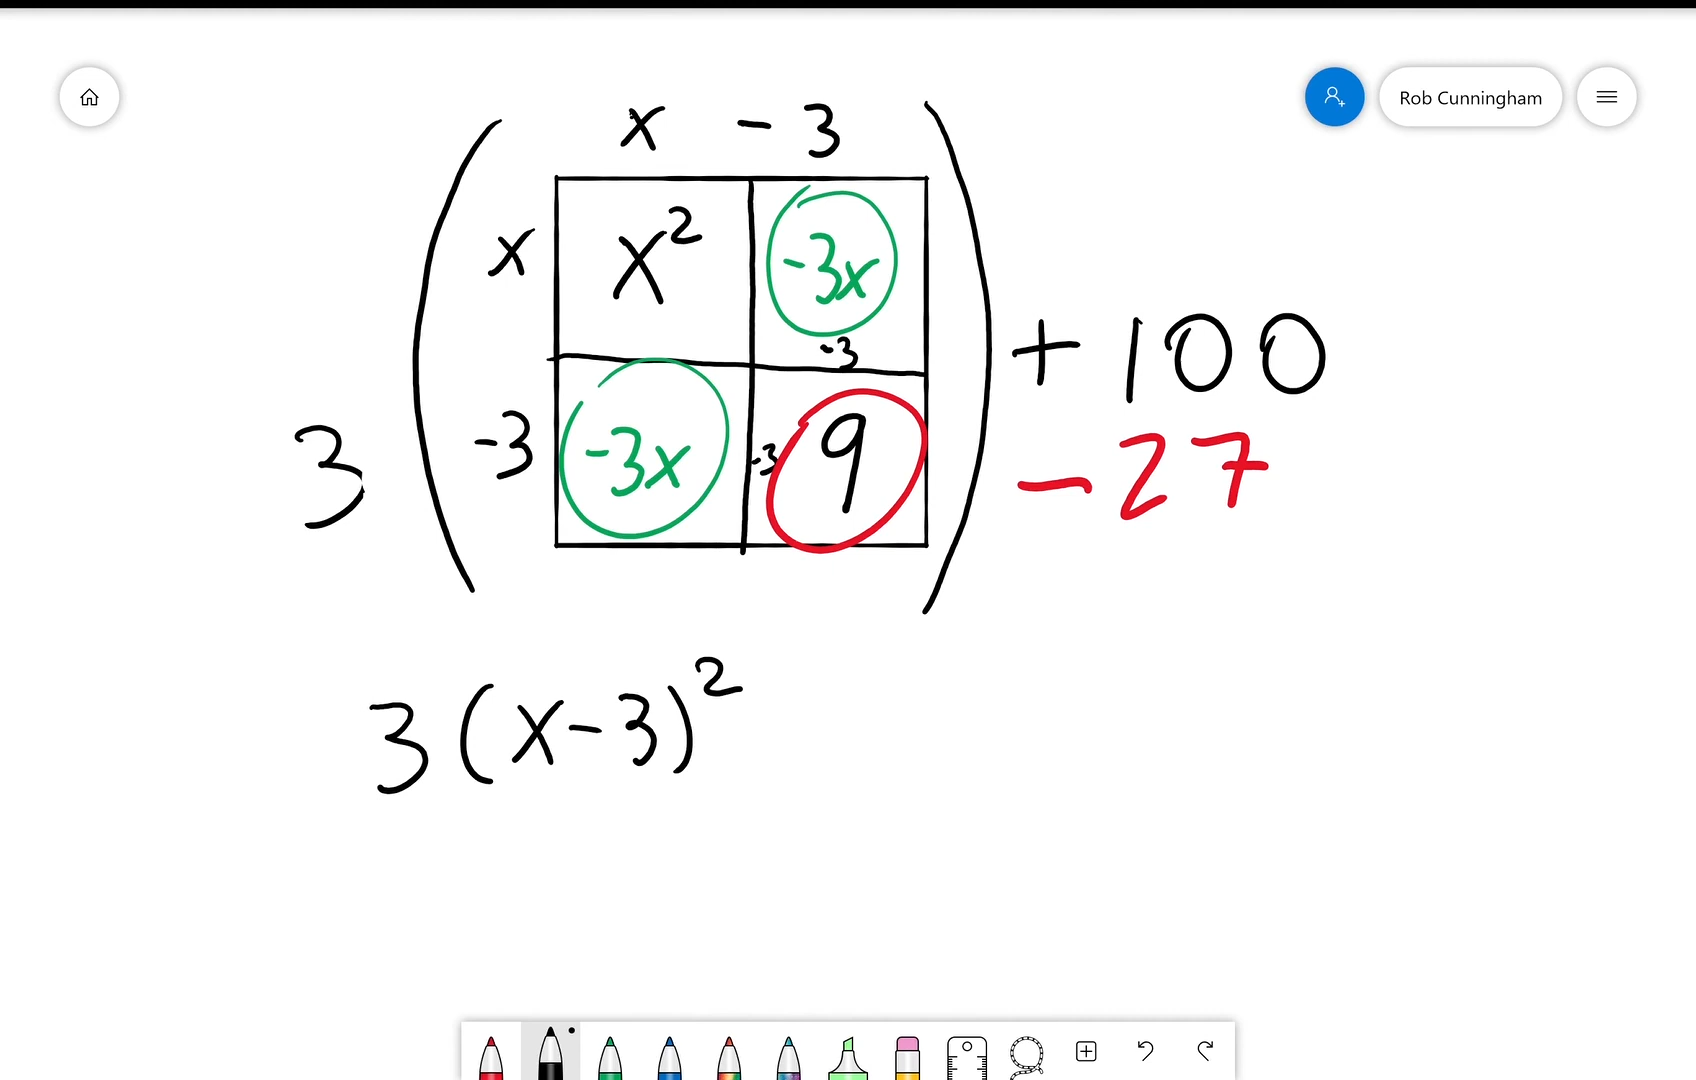 Rob Cunningham
x - 3
x x² -3x
-3
+ 100
3 -3 -3x -3 9
- 27
3(x-3)²